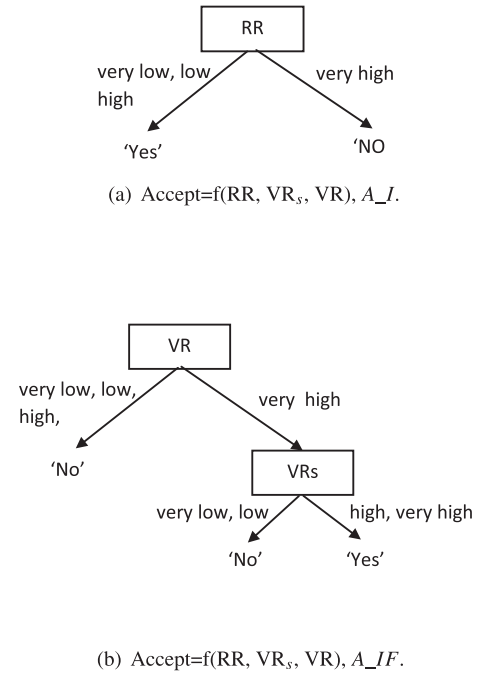 RR
very low, low
high
very high
‘Yes’
‘NO
(a) Accept=f(RR, VRₛ, VR), A_I.
VR
very low, low,
high,
very high
‘No’
VRs
very low, low
high, very high
‘No’
‘Yes’
(b) Accept=f(RR, VRₛ, VR), A_IF.